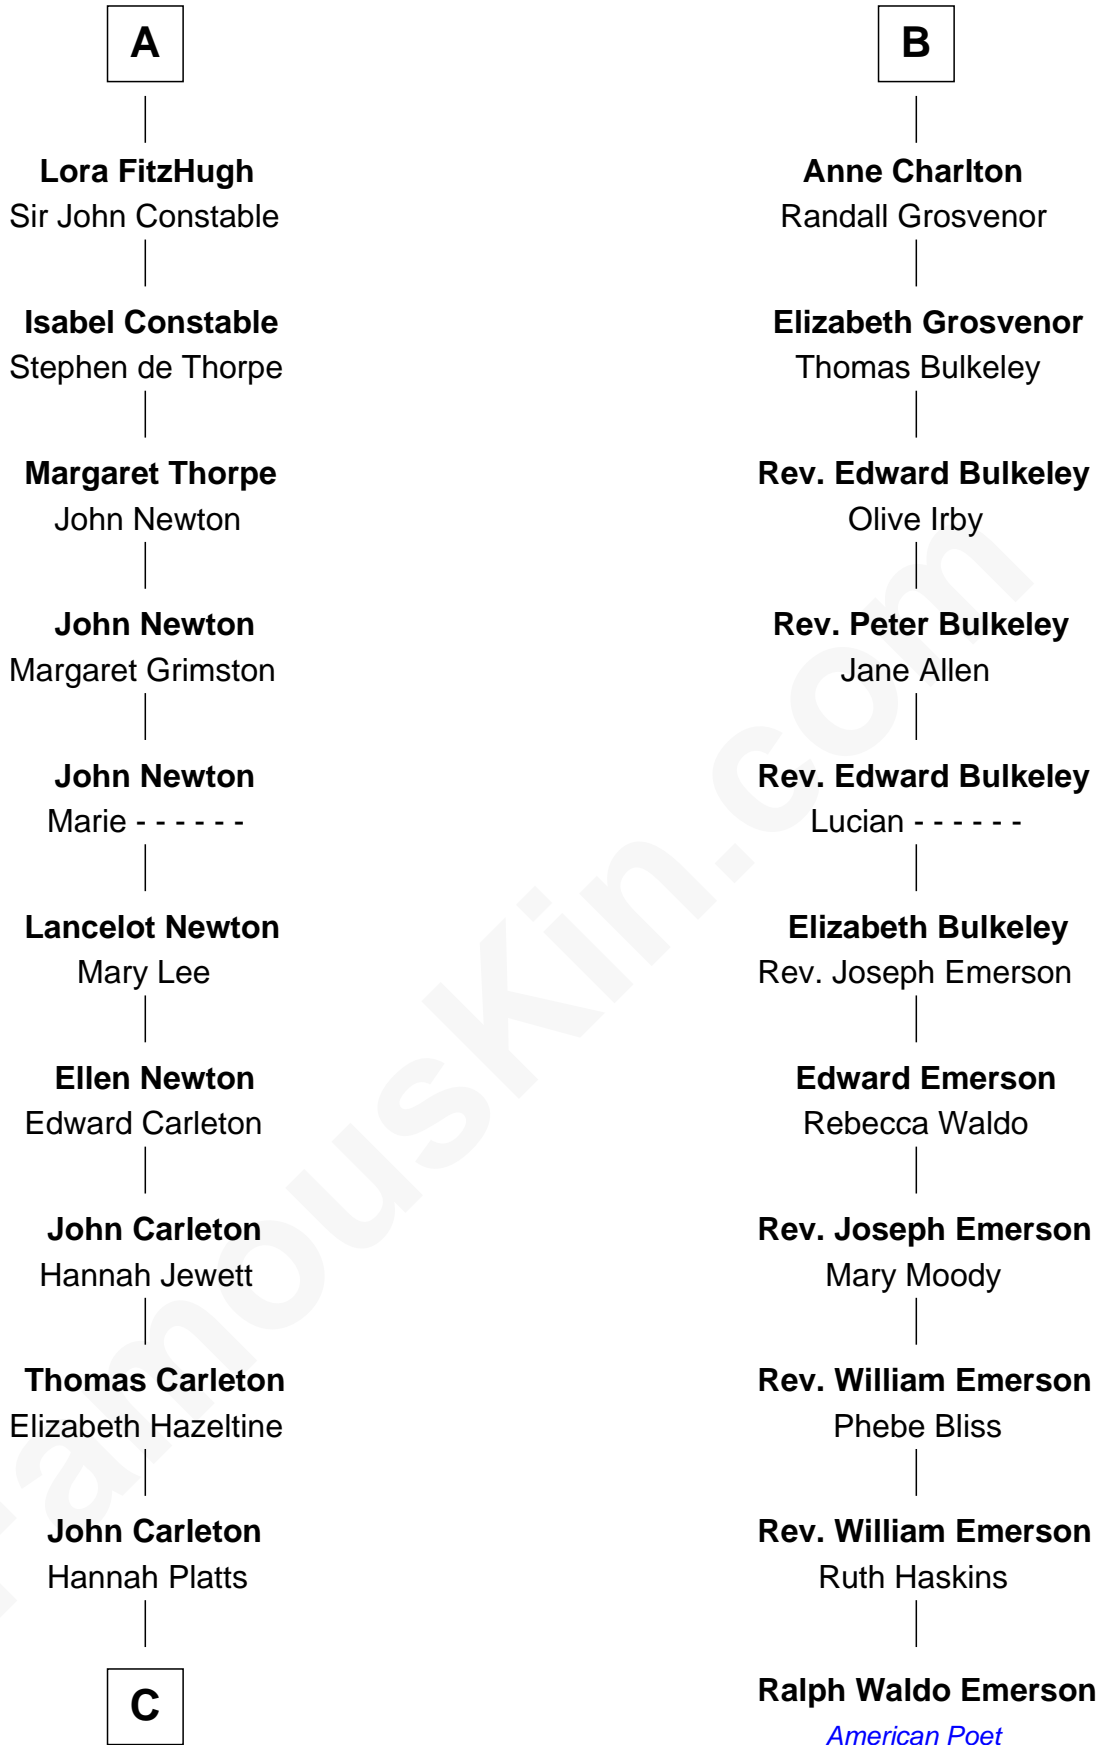 A
Lora FitzHugh
Sir John Constable
Isabel Constable
Stephen de Thorpe
Margaret Thorpe
John Newton
John Newton
Margaret Grimston
John Newton
Marie - - - - - -
Lancelot Newton
Mary Lee
Ellen Newton
Edward Carleton
John Carleton
Hannah Jewett
Thomas Carleton
Elizabeth Hazeltine
John Carleton
Hannah Platts
C
B
Anne Charlton
Randall Grosvenor
Elizabeth Grosvenor
Thomas Bulkeley
Rev. Edward Bulkeley
Olive Irby
Rev. Peter Bulkeley
Jane Allen
Rev. Edward Bulkeley
Lucian - - - - - -
Elizabeth Bulkeley
Rev. Joseph Emerson
Edward Emerson
Rebecca Waldo
Rev. Joseph Emerson
Mary Moody
Rev. William Emerson
Phebe Bliss
Rev. William Emerson
Ruth Haskins
Ralph Waldo Emerson
American Poet
FamousKin.com